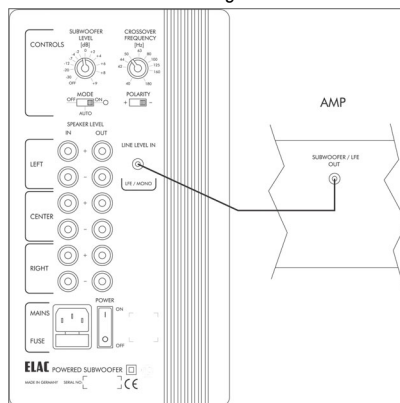 SUBWOOFER
LEVEL
[dB]
CROSSOVER
FREQUENCY
[Hz]
CONTROLS
OFF
MODE
OFF
ON
AUTO
POLARITY
+
-
AMP
SPEAKER LEVEL
IN
OUT
LEFT
+
-
LINE LEVEL IN
LFE / MONO
SUBWOOFER / LFE
OUT
CENTER
+
-
RIGHT
+
-
MAINS
FUSE
POWER
ON
OFF
I
O
ELAC POWERED SUBWOOFER
MADE IN GERMANY SERIAL NO.
CE